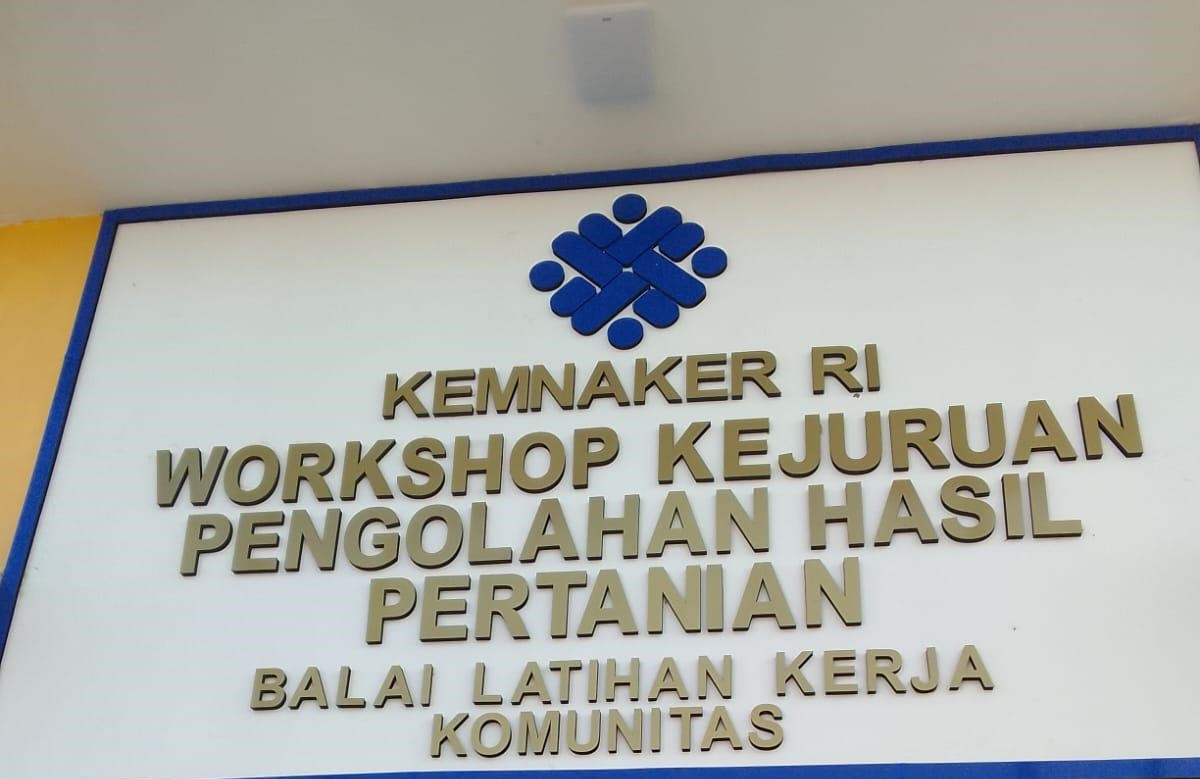 KEMNAKER RI
WORKSHOP KEJURUAN
PENGOLAHAN HASIL
PERTANIAN
BALAI LATIHAN KERJA
KOMUNITAS